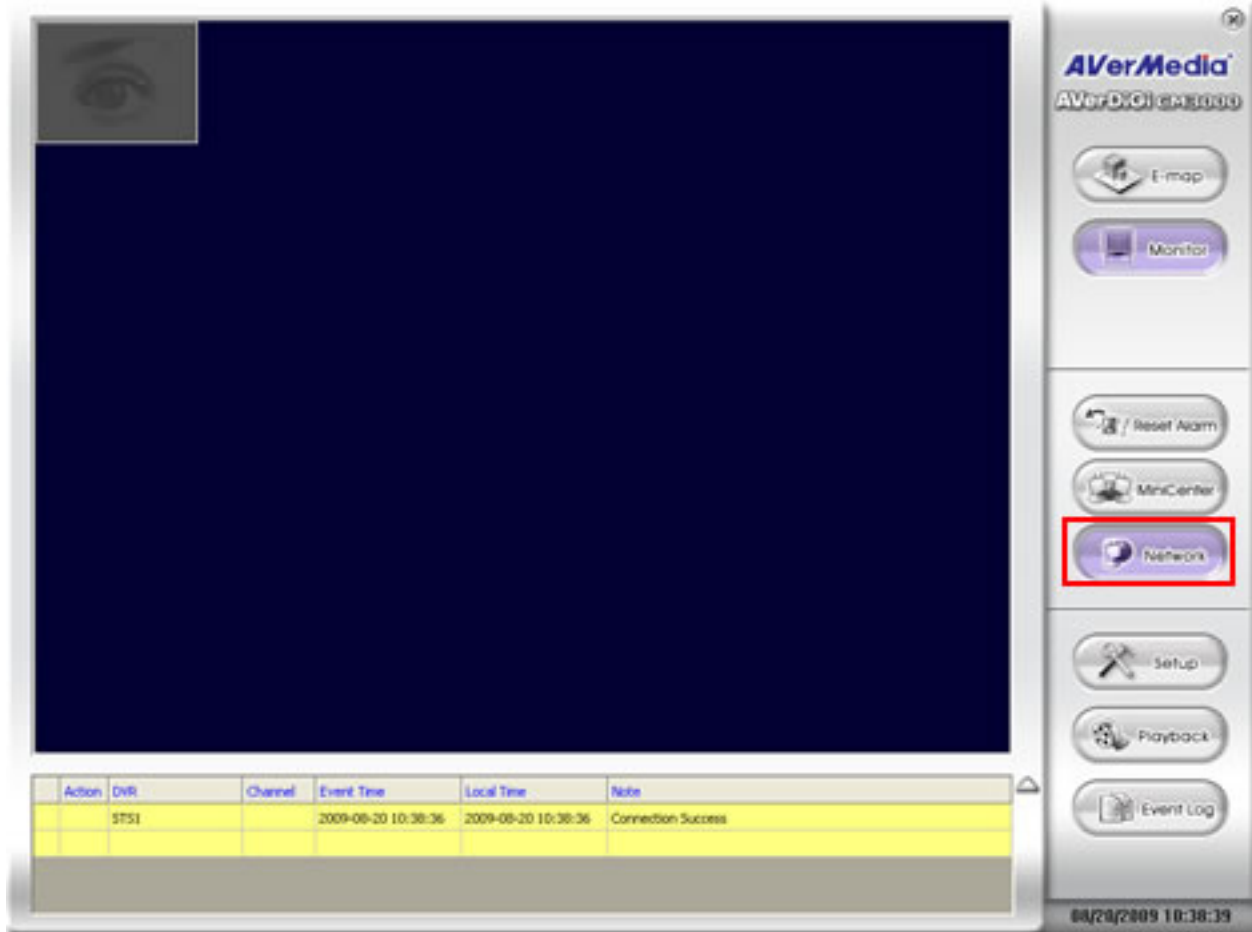 AVerMedia
AVerDiGi CM3000
E-map
Monitor
/ Reset Alarm
MiniCenter
Network
Setup
Playback
Event Log
Action DVR Channel Event Time Local Time Note
STS1 2009-08-20 10:38:36 2009-08-20 10:38:36 Connection Success
08/20/2009 10:38:39